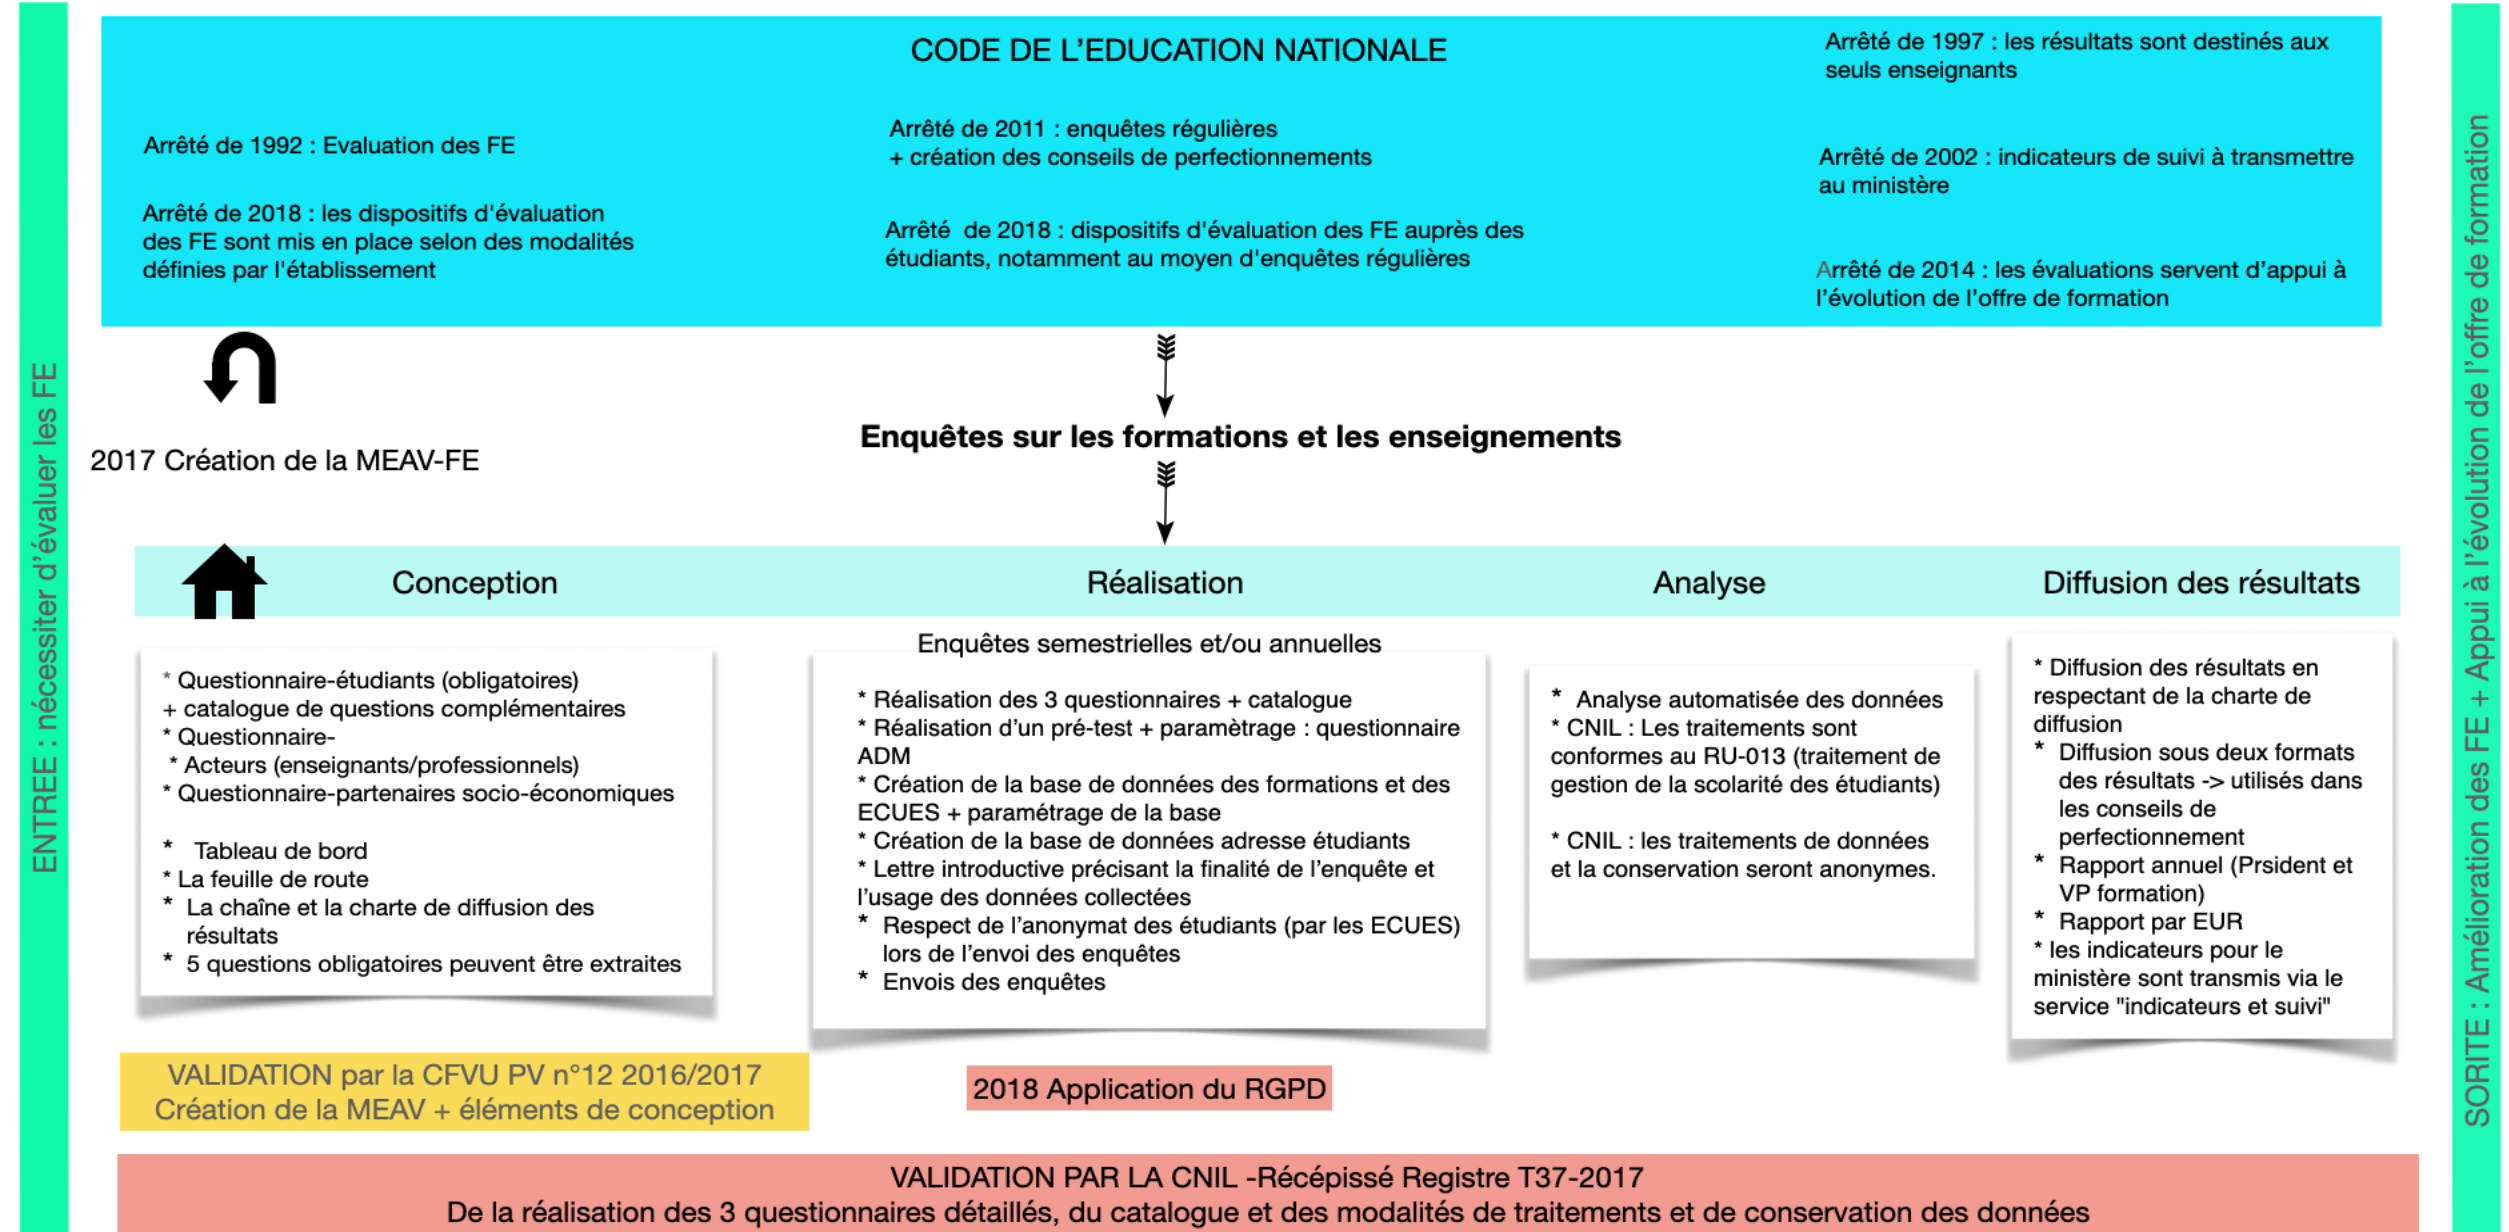 ENTREE : nécessiter d'évaluer les FE
CODE DE L'EDUCATION NATIONALE
Arrêté de 1992 : Evaluation des FE
Arrêté de 2018 : les dispositifs d'évaluation
des FE sont mis en place selon des modalités
définies par l'établissement
Arrêté de 2011 : enquêtes régulières
+ création des conseils de perfectionnements
Arrêté  de 2018 : dispositifs d'évaluation des FE auprès des
étudiants, notamment au moyen d'enquêtes régulières
Arrêté de 1997 : les résultats sont destinés aux
seuls enseignants
Arrêté de 2002 : indicateurs de suivi à transmettre
au ministère
Arrêté de 2014 : les évaluations servent d'appui à
l'évolution de l'offre de formation
2017 Création de la MEAV-FE
Enquêtes sur les formations et les enseignements
Conception
Réalisation
Analyse
Diffusion des résultats
* Questionnaire-étudiants (obligatoires)
+ catalogue de questions complémentaires
* Questionnaire-
* Acteurs (enseignants/professionnels)
* Questionnaire-partenaires socio-économiques
* Tableau de bord
* La feuille de route
* La chaîne et la charte de diffusion des
résultats
* 5 questions obligatoires peuvent être extraites
Enquêtes semestrielles et/ou annuelles
* Réalisation des 3 questionnaires + catalogue
* Réalisation d'un pré-test + paramètrage : questionnaire
ADM
* Création de la base de données des formations et des
ECUES + paramétrage de la base
* Création de la base de données adresse étudiants
* Lettre introductive précisant la finalité de l'enquête et
l'usage des données collectées
* Respect de l'anonymat des étudiants (par les ECUES)
lors de l'envoi des enquêtes
* Envois des enquêtes
* Analyse automatisée des données
* CNIL : Les traitements sont
conformes au RU-013 (traitement de
gestion de la scolarité des étudiants)
* CNIL : les traitements de données
et la conservation seront anonymes.
* Diffusion des résultats en
respectant de la charte de
diffusion
* Diffusion sous deux formats
des résultats -> utilisés dans
les conseils de
perfectionnement
* Rapport annuel (Prsident et
VP formation)
* Rapport par EUR
* les indicateurs pour le
ministère sont transmis via le
service "indicateurs et suivi"
VALIDATION par la CFVU PV n°12 2016/2017
Création de la MEAV + éléments de conception
2018 Application du RGPD
VALIDATION PAR LA CNIL -Récépissé Registre T37-2017
De la réalisation des 3 questionnaires détaillés, du catalogue et des modalités de traitements et de conservation des données
SORITE : Amélioration des FE + Appui à l'évolution de l'offre de formation